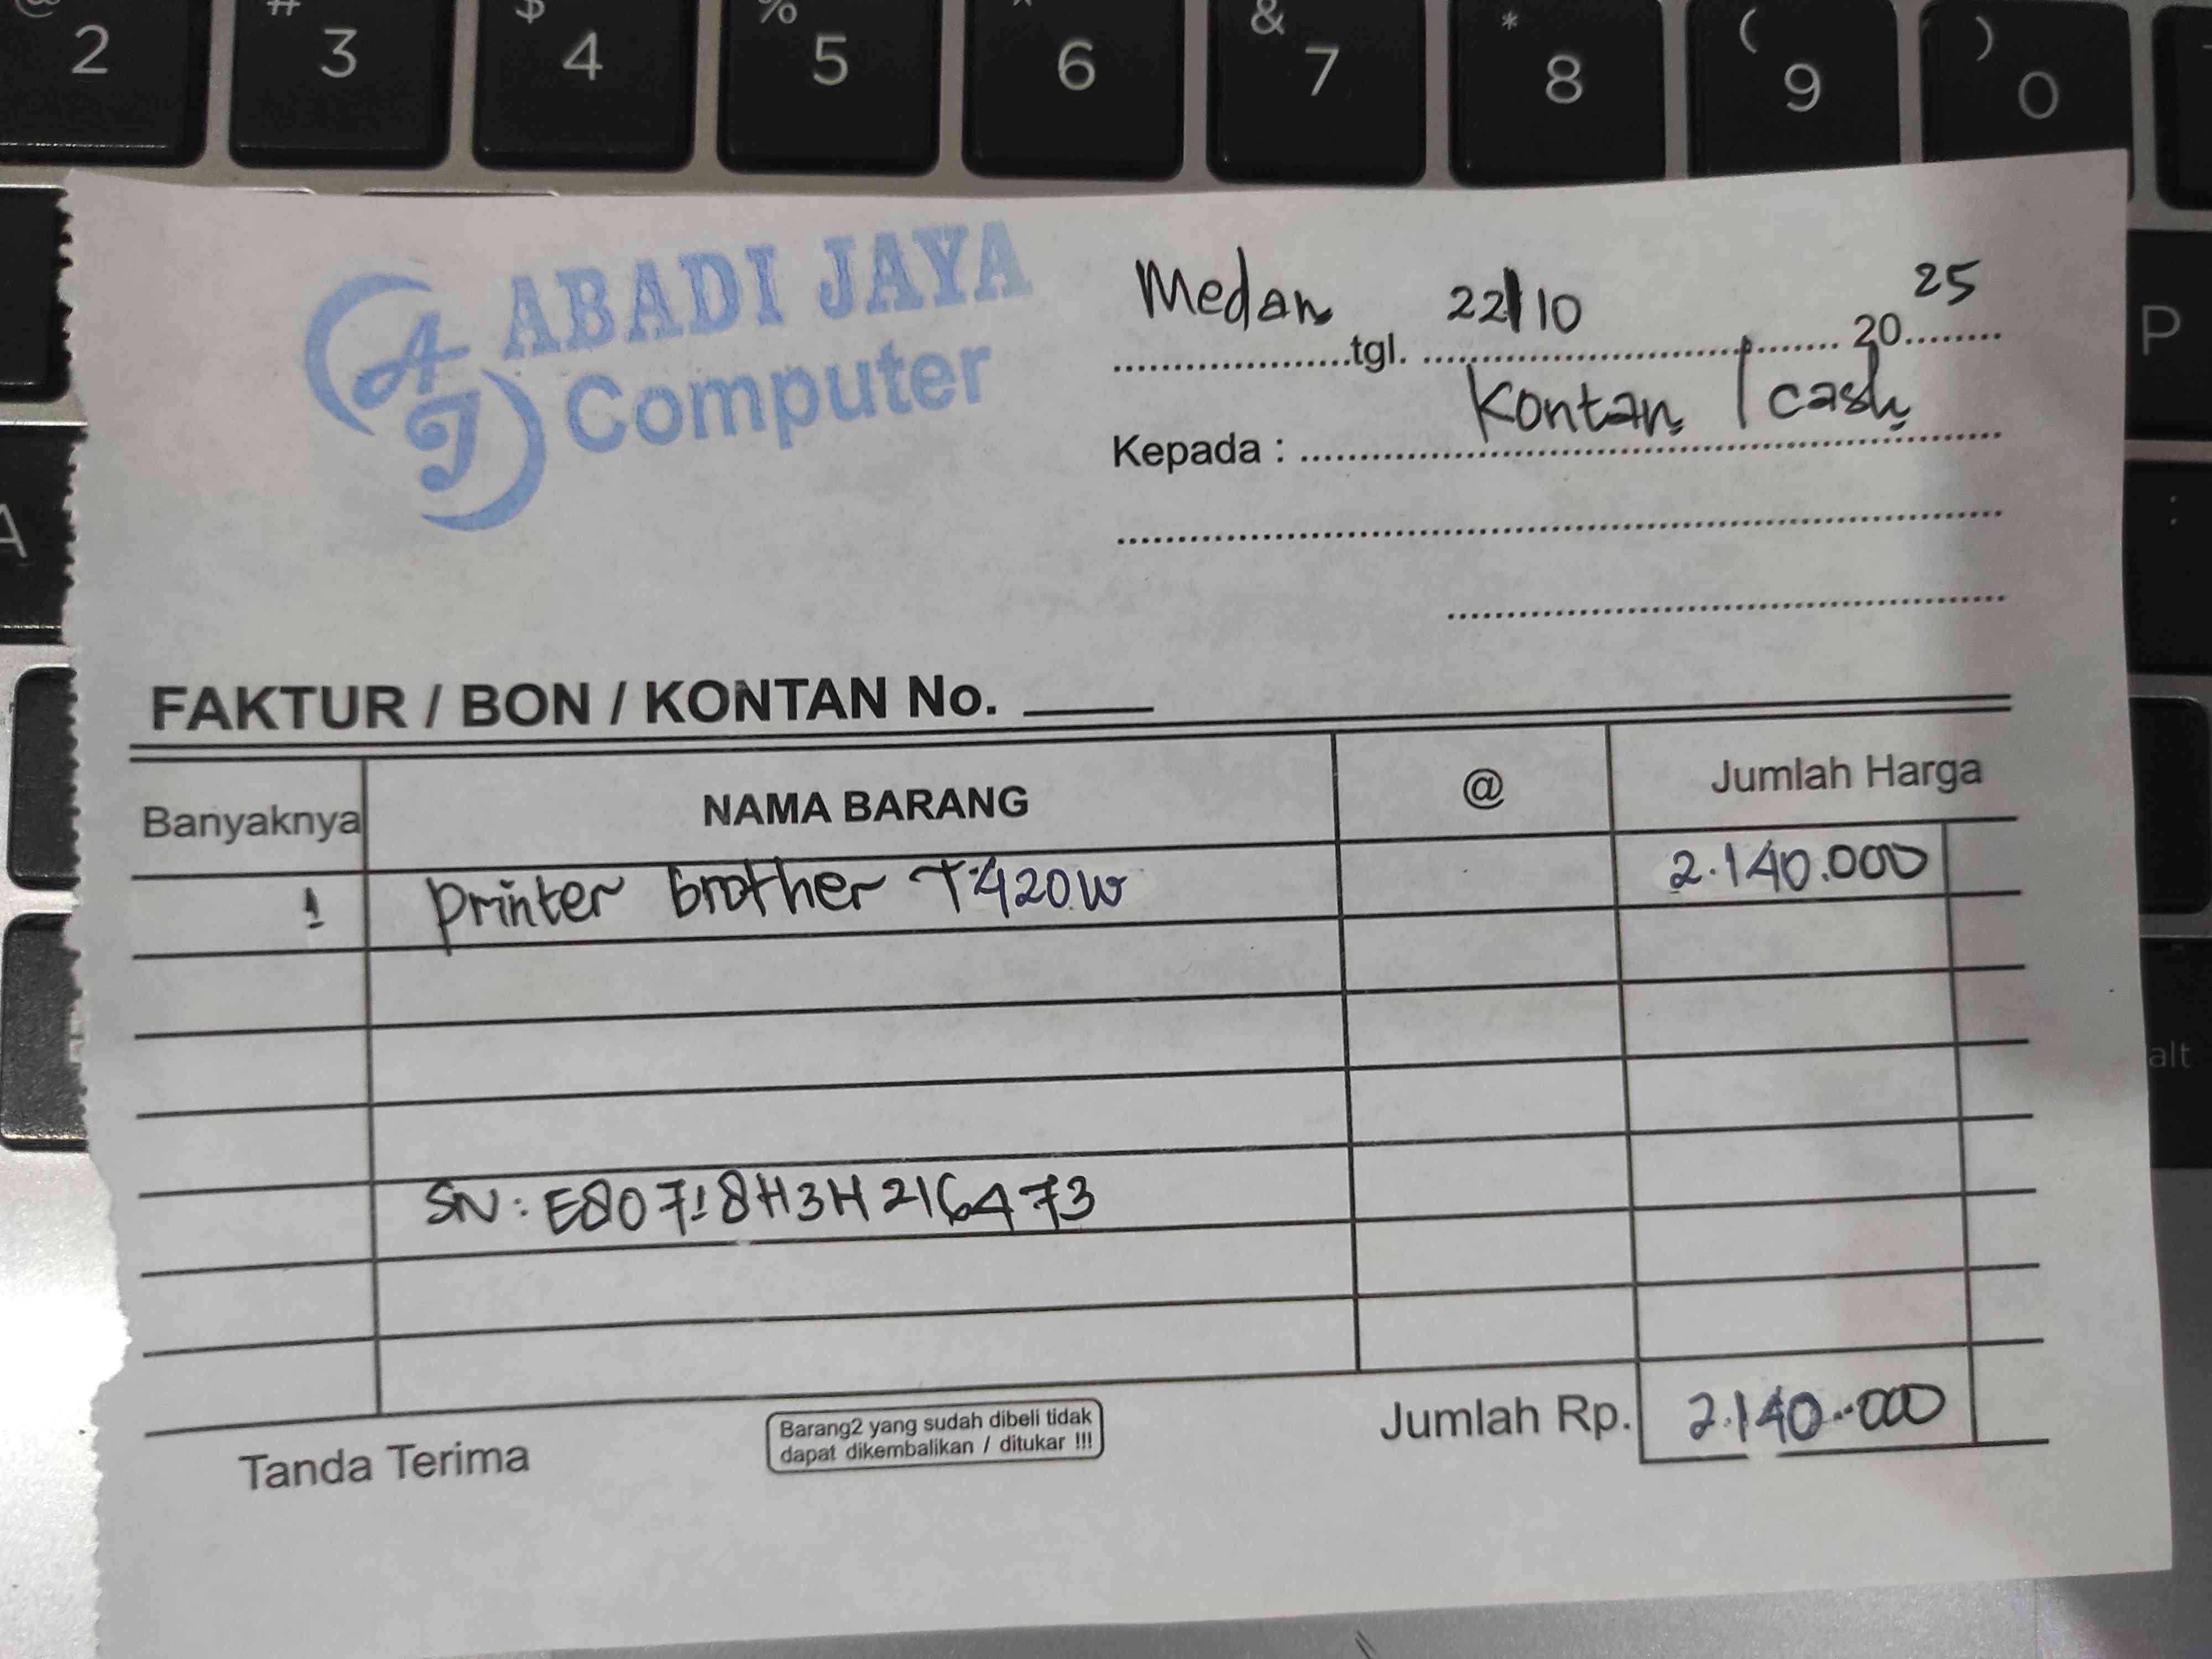 @ # $ % ^ & * ( )
2 3 4 5 6 7 8 9 0
P
A
:
alt
AJ
ABADI JAYA
Computer
Medan tgl. 22/10 2025
Kepada : Kontan / cash
FAKTUR / BON / KONTAN No.
Banyaknya NAMA BARANG @ Jumlah Harga
1 Printer brother T420W 2.140.000
SN: E80718H3H216473
Tanda Terima
Barang2 yang sudah dibeli tidak
dapat dikembalikan / ditukar !!!
Jumlah Rp. 2.140.000